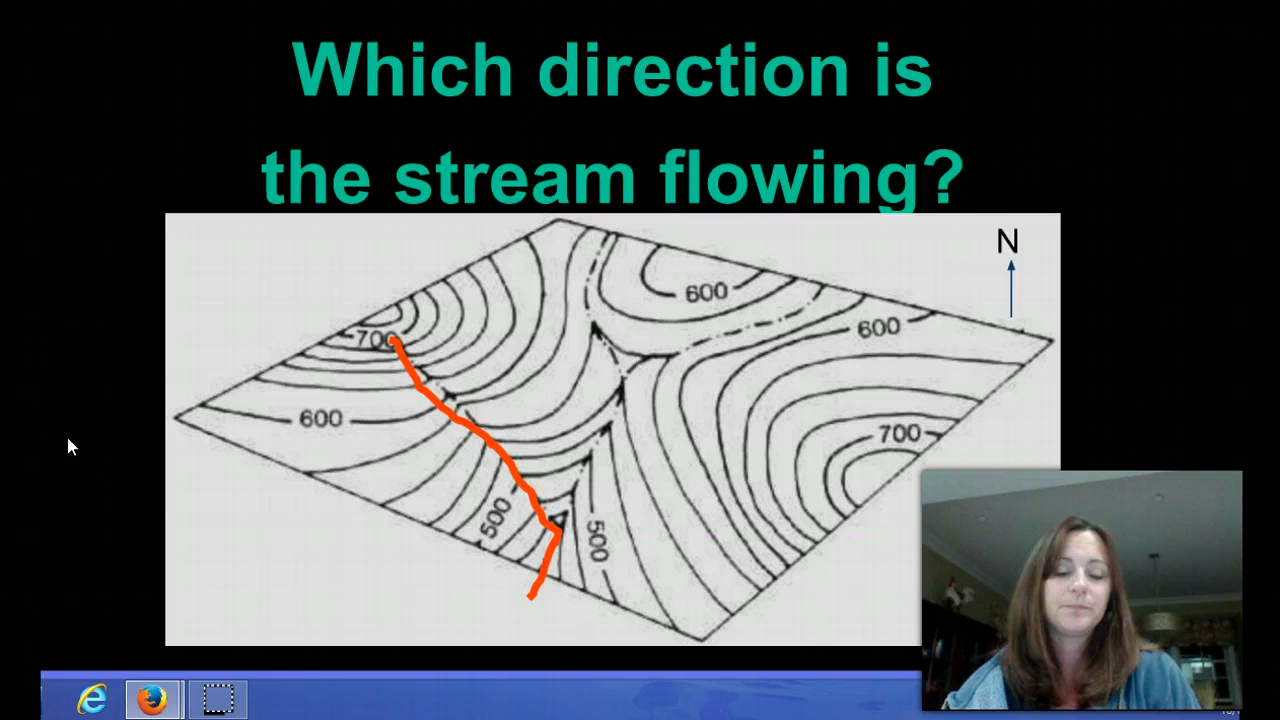 Which direction is
the stream flowing?
N
600
600
700
700
600
500
500